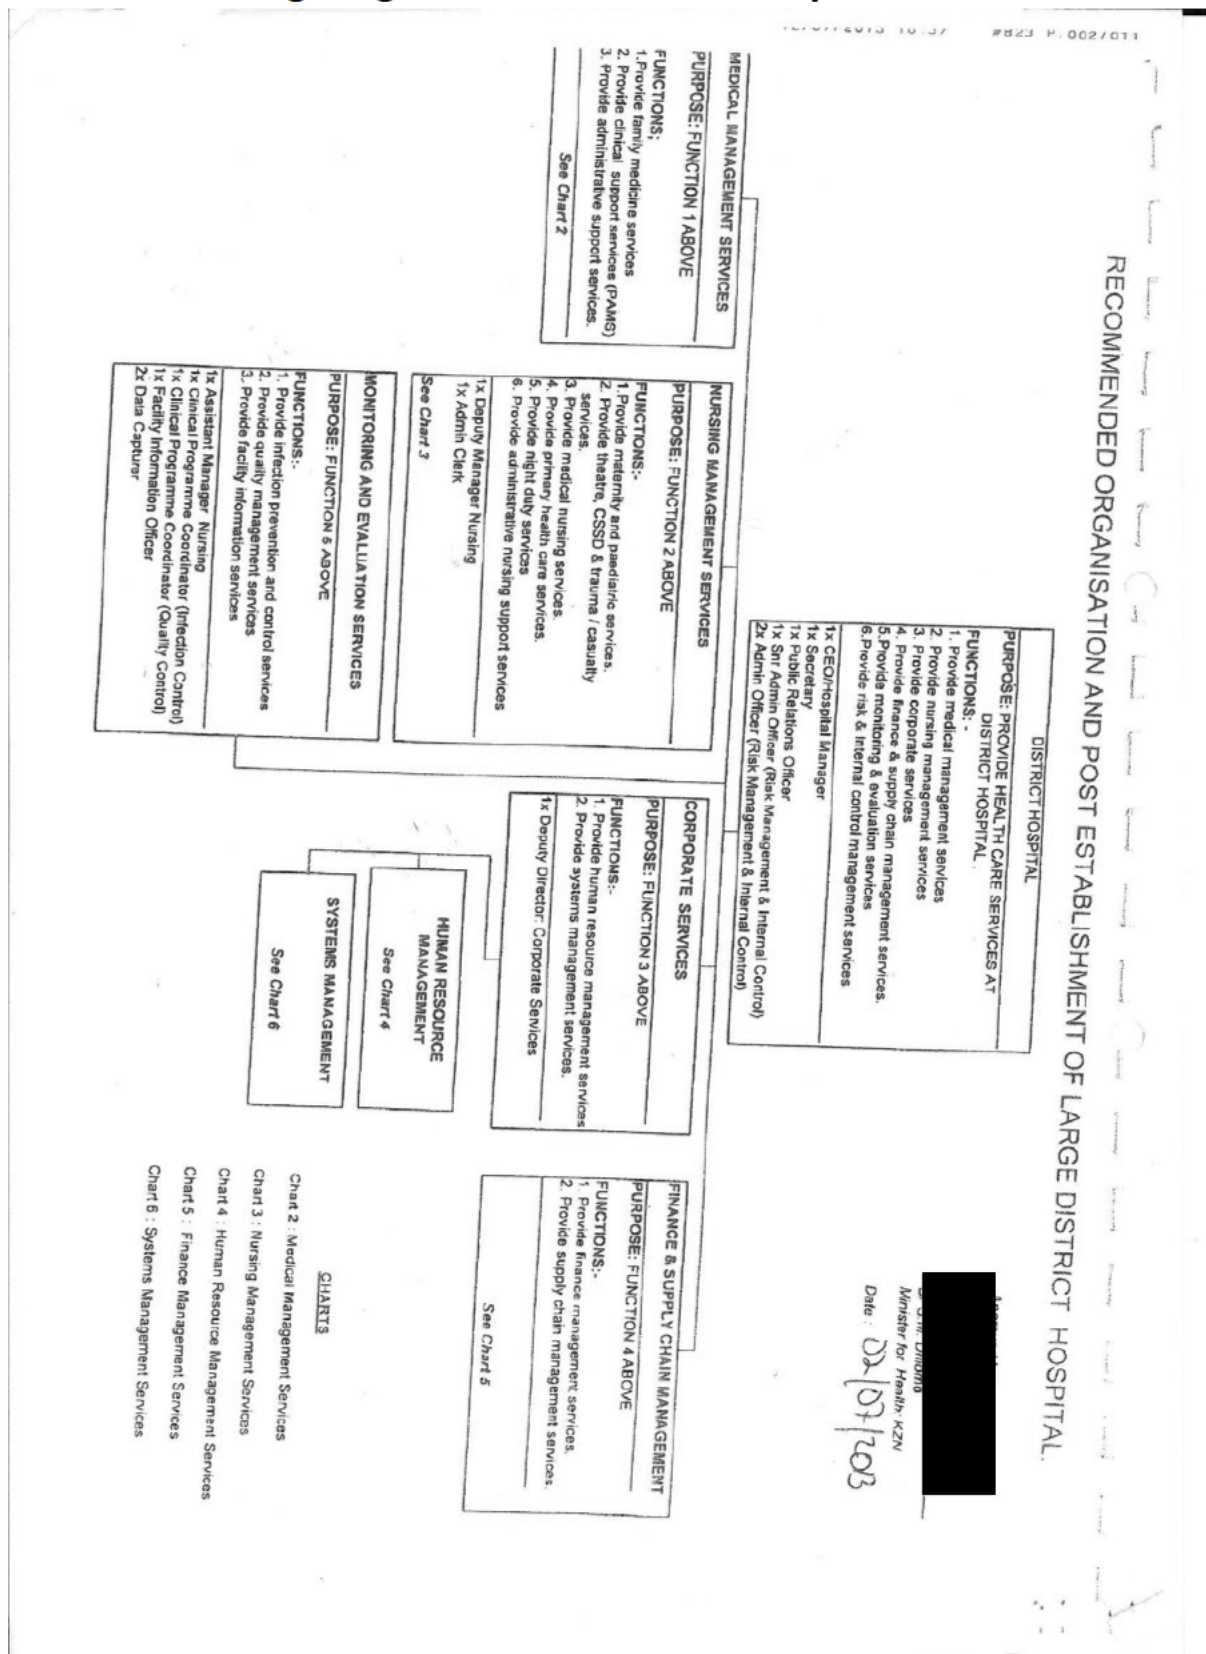 #823 P.002/011
RECOMMENDED ORGANISATION AND POST ESTABLISHMENT OF LARGE DISTRICT HOSPITAL.
Minister for Health: KZN
Date: 02/07/2013
DISTRICT HOSPITAL
PURPOSE: PROVIDE HEALTH CARE SERVICES AT
DISTRICT HOSPITAL.
FUNCTIONS: -
1. Provide medical management services
2. Provide nursing management services
3. Provide corporate services
4. Provide finance & supply chain management services.
5. Provide monitoring & evaluation services
6. Provide risk & Internal control management services
1x CEO/Hospital Manager
1x Secretary
1x Public Relations Officer
1x Snr Admin Officer (Risk Management & Internal Control)
2x Admin Officer (Risk Management & Internal Control)
MEDICAL MANAGEMENT SERVICES
PURPOSE: FUNCTION 1 ABOVE
FUNCTIONS;
1.Provide family medicine services
2. Provide clinical support services (PAMS)
3. Provide administrative support services.
See Chart 2
NURSING MANAGEMENT SERVICES
PURPOSE: FUNCTION 2 ABOVE
FUNCTIONS:-
1.Provide maternity and paediatric services.
2. Provide theatre, CSSD & trauma / casualty
services.
3. Provide medical nursing services.
4. Provide primary health care services.
5. Provide night duty services
6. Provide administrative nursing support services
1x Deputy Manager Nursing
1x Admin Clerk
See Chart 3
CORPORATE SERVICES
PURPOSE: FUNCTION 3 ABOVE
FUNCTIONS:-
1. Provide human resource management services
2. Provide systems management services.
1x Deputy Director: Corporate Services
FINANCE & SUPPLY CHAIN MANAGEMENT
PURPOSE: FUNCTION 4 ABOVE
FUNCTIONS:-
1. Provide finance management services.
2. Provide supply chain management services.
See Chart 5
MONITORING AND EVALUATION SERVICES
PURPOSE: FUNCTION 5 ABOVE
FUNCTIONS:-
1. Provide infection prevention and control services
2. Provide quality management services
3. Provide facility information services
1x Assistant Manager Nursing
1x Clinical Programme Coordinator (Infection Control)
1x Clinical Programme Coordinator (Quality Control)
1x Facility Information Officer
2x Data Capturer
HUMAN RESOURCE
MANAGEMENT
See Chart 4
SYSTEMS MANAGEMENT
See Chart 6
CHARTS
Chart 2 : Medical Management Services
Chart 3 : Nursing Management Services
Chart 4 : Human Resource Management Services
Chart 5 : Finance Management Services
Chart 6 : Systems Management Services